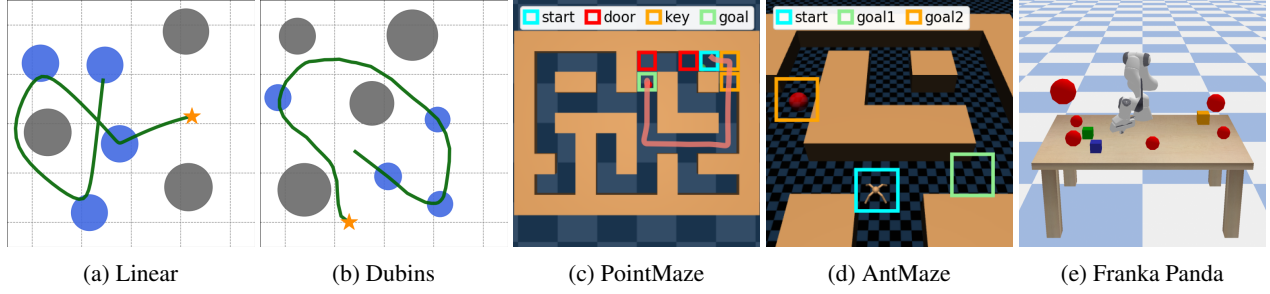 start door key goal
start goal1 goal2
(a) Linear
(b) Dubins
(c) PointMaze
(d) AntMaze
(e) Franka Panda